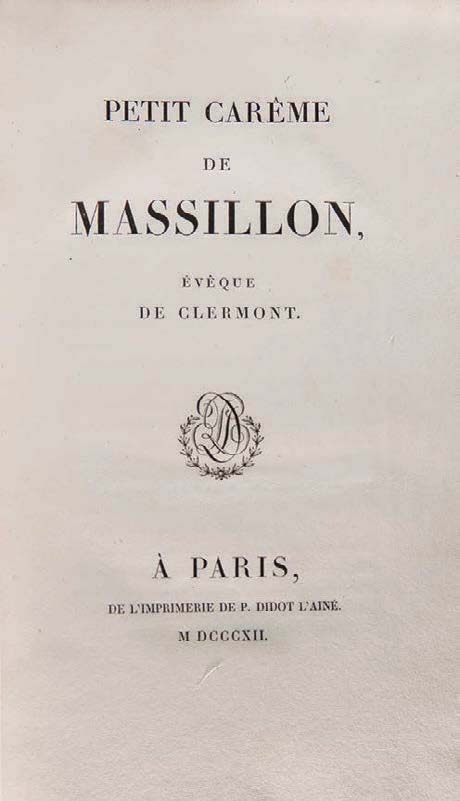 PETIT CARÊME
DE
MASSILLON,
ÉVÊQUE
DE CLERMONT.
À PARIS,
DE L'IMPRIMERIE DE P. DIDOT L'AINÉ.
M DCCCXII.